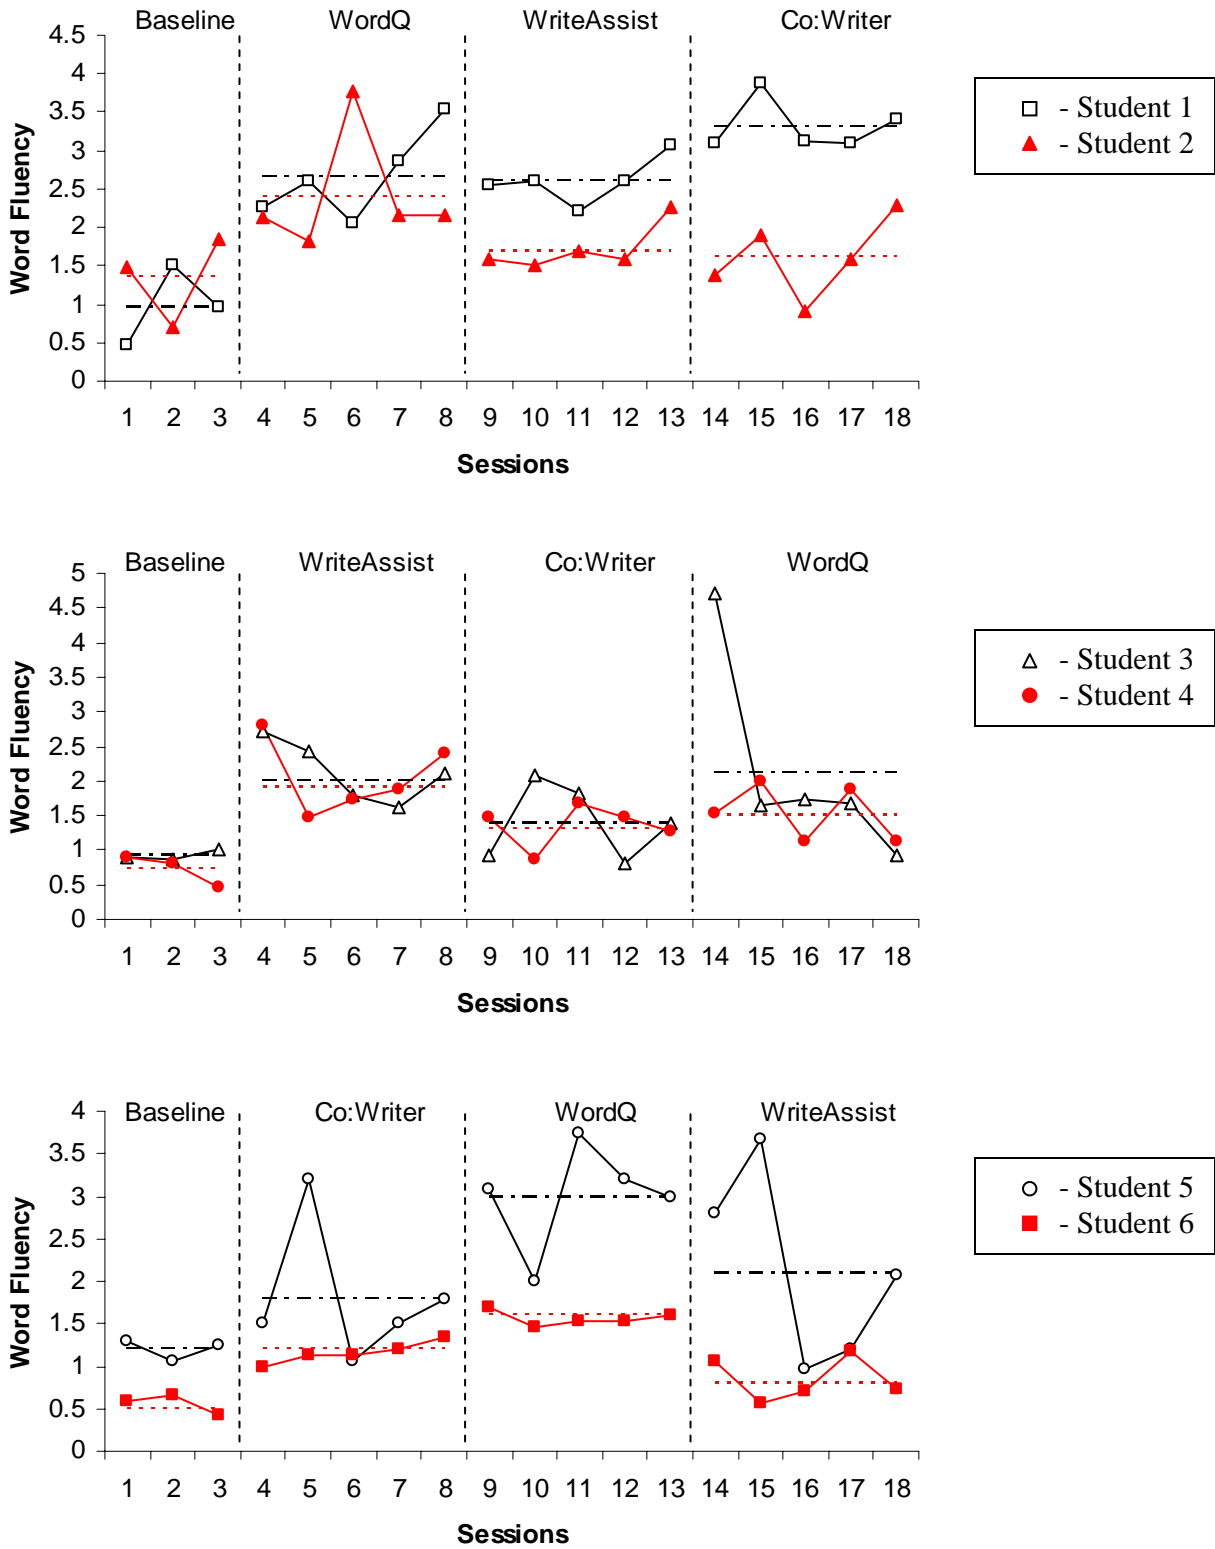 Baseline WordQ WriteAssist Co:Writer
4.5
4
3.5
3
2.5
2
1.5
1
0.5
0
Word Fluency
1 2 3 4 5 6 7 8 9 10 11 12 13 14 15 16 17 18
Sessions
- Student 1
- Student 2
Baseline WriteAssist Co:Writer WordQ
5
4.5
4
3.5
3
2.5
2
1.5
1
0.5
0
Word Fluency
1 2 3 4 5 6 7 8 9 10 11 12 13 14 15 16 17 18
Sessions
- Student 3
- Student 4
Baseline Co:Writer WordQ WriteAssist
4
3.5
3
2.5
2
1.5
1
0.5
0
Word Fluency
1 2 3 4 5 6 7 8 9 10 11 12 13 14 15 16 17 18
Sessions
- Student 5
- Student 6